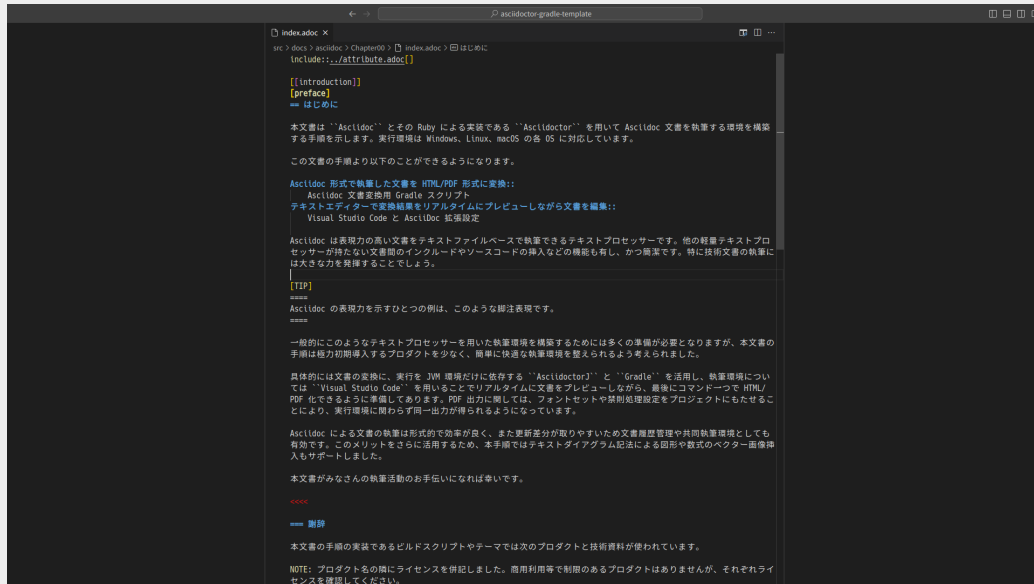 asciidoctor-gradle-template
index.adoc
src > docs > asciidoc > Chapter00 > index.adoc > はじめに
include::../attribute.adoc[]
[[introduction]]
[preface]
== はじめに
本文書は ``Asciidoc`` とその Ruby による実装である ``Asciidoctor`` を用いて Asciidoc 文書を執筆する環境を構築
する手順を示します。実行環境は Windows、Linux、macOS の各 OS に対応しています。
この文書の手順より以下のことができるようになります。
Asciidoc 形式で執筆した文書を HTML/PDF 形式に変換::
Asciidoc 文書変換用 Gradle スクリプト
テキストエディターで変換結果をリアルタイムにプレビューしながら文書を編集::
Visual Studio Code と AsciiDoc 拡張設定
Asciidoc は表現力の高い文書をテキストファイルベースで執筆できるテキストプロセッサーです。他の軽量テキストプロ
セッサーが持たない文書間のインクルードやソースコードの挿入などの機能も有し、かつ簡潔です。特に技術文書の執筆に
は大きな力を発揮することでしょう。
[TIP]
====
Asciidoc の表現力を示すひとつの例は、このような脚注表現です。
====
一般的にこのようなテキストプロセッサーを用いた執筆環境を構築するためには多くの準備が必要となりますが、本文書の
手順は極力初期導入するプロダクトを少なく、簡単に快適な執筆環境を整えられるよう考えられました。
具体的には文書の変換に、実行を JVM 環境だけに依存する ``AsciidoctorJ`` と ``Gradle`` を活用し、執筆環境につい
ては ``Visual Studio Code`` を用いることでリアルタイムに文書をプレビューしながら、最後にコマンド一つで HTML/
PDF 化できるように準備してあります。PDF 出力に関しては、フォントセットや禁則処理設定をプロジェクトにもたせるこ
とにより、実行環境に関わらず同一出力が得られるようになっています。
Asciidoc による文書の執筆は形式的で効率が良く、また更新差分が取りやすいため文書履歴管理や共同執筆環境としても
有効です。このメリットをさらに活用するため、本手順ではテキストダイアグラム記法による図形や数式のベクター画像挿
入もサポートしました。
本文書がみなさんの執筆活動のお手伝いになれば幸いです。
<<<<
=== 謝辞
本文書の手順の実装であるビルドスクリプトやテーマでは次のプロダクトと技術資料が使われています。
NOTE: プロダクト名の隣にライセンスを併記しました。商用利用等で制限のあるプロダクトはありませんが、それぞれライ
センスを確認してください。